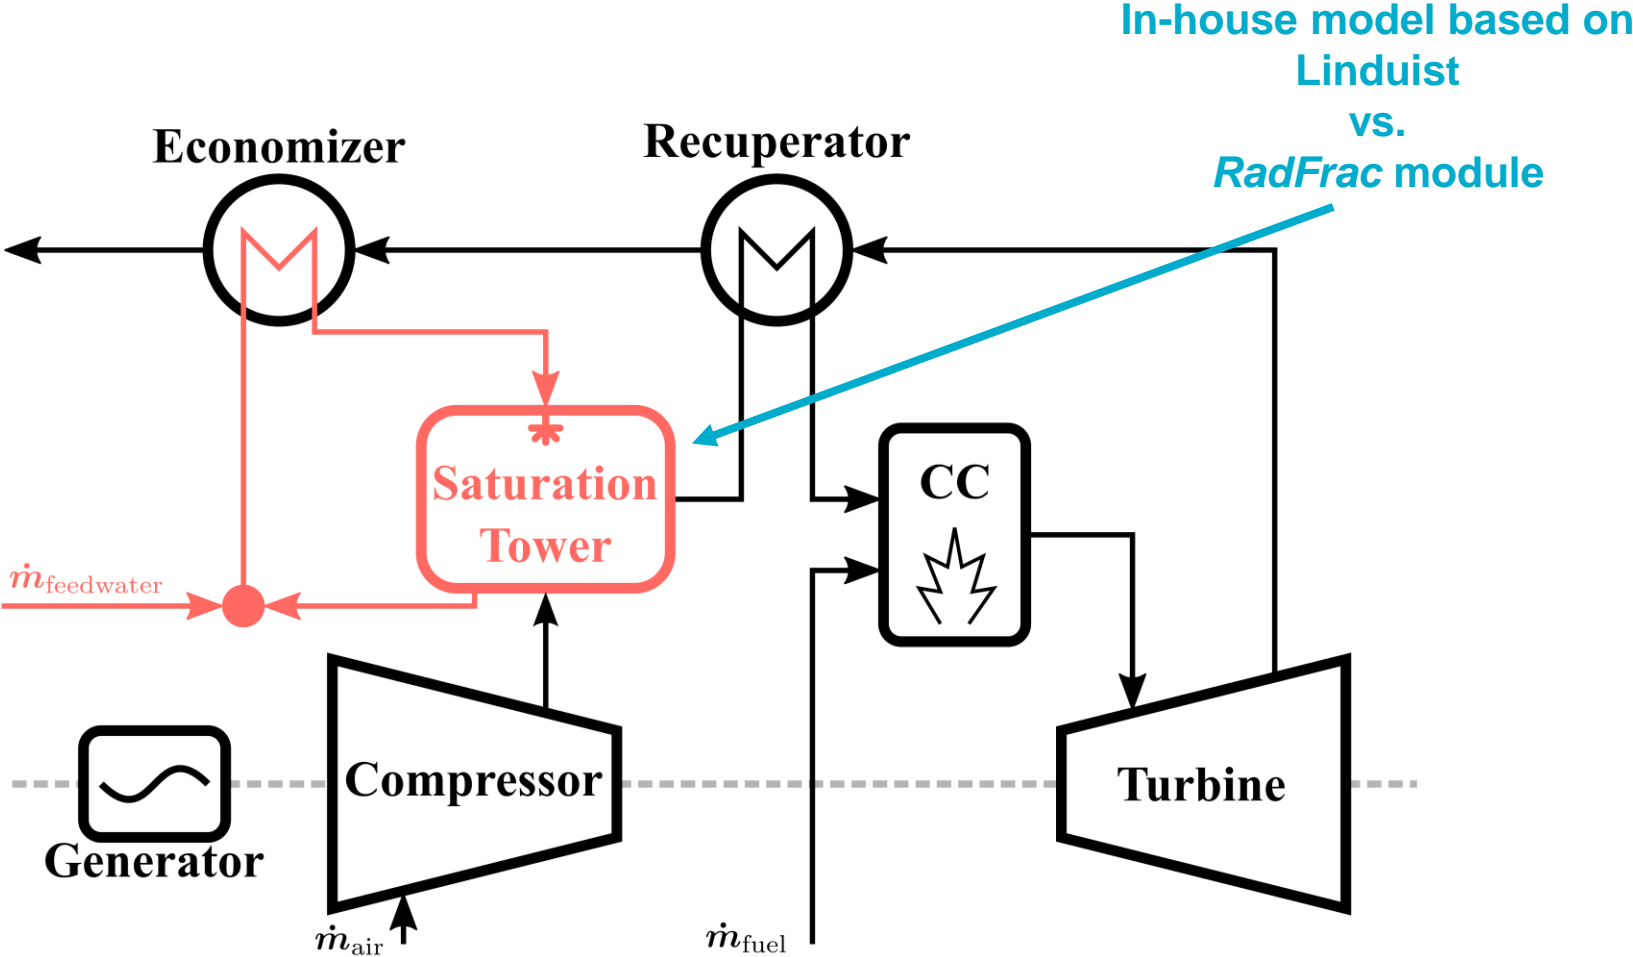 In-house model based on
Linduist
vs.
RadFrac module
Economizer
Recuperator
Saturation
Tower
CC
ṁfeedwater
Compressor
Turbine
Generator
ṁair
ṁfuel